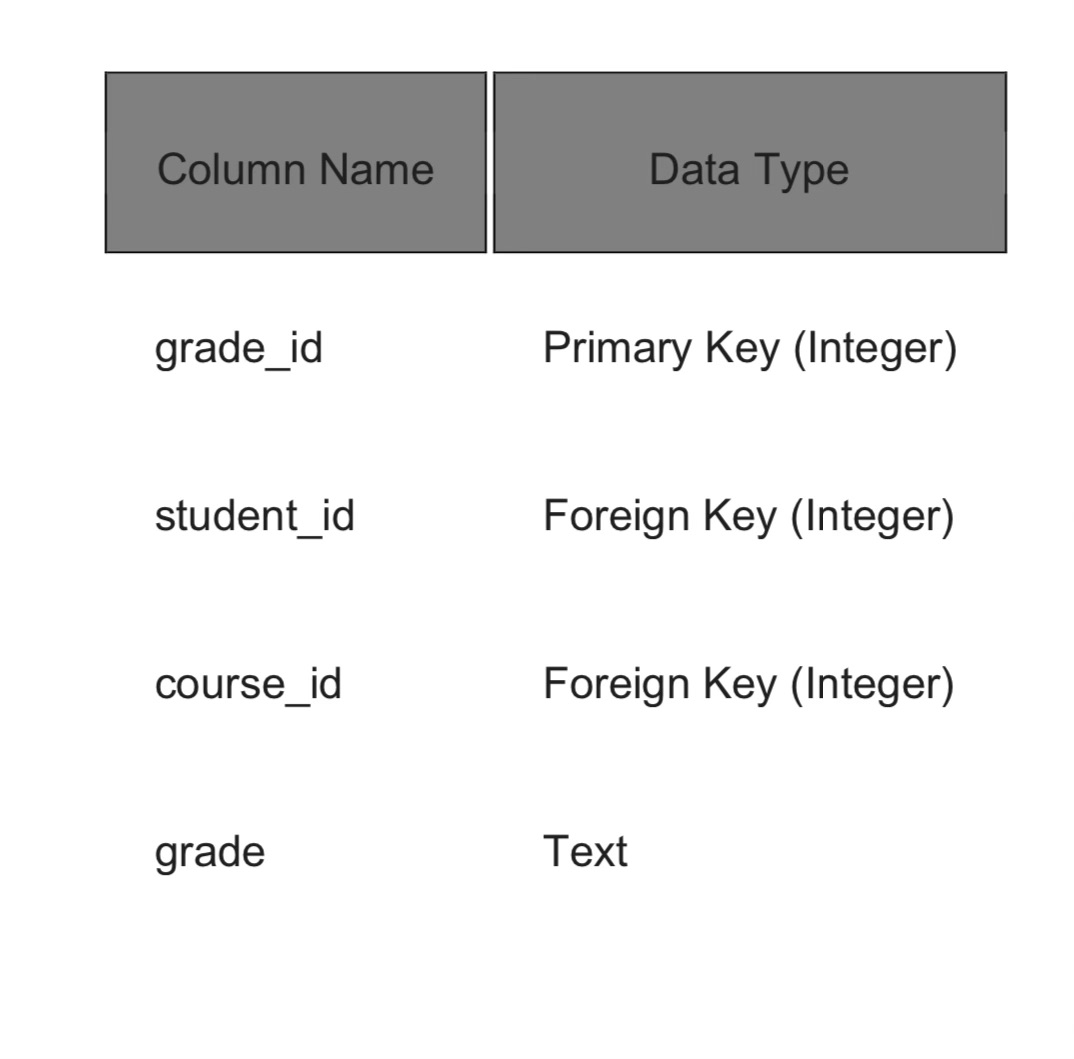 Column Name Data Type
grade_id Primary Key (Integer)
student_id Foreign Key (Integer)
course_id Foreign Key (Integer)
grade Text